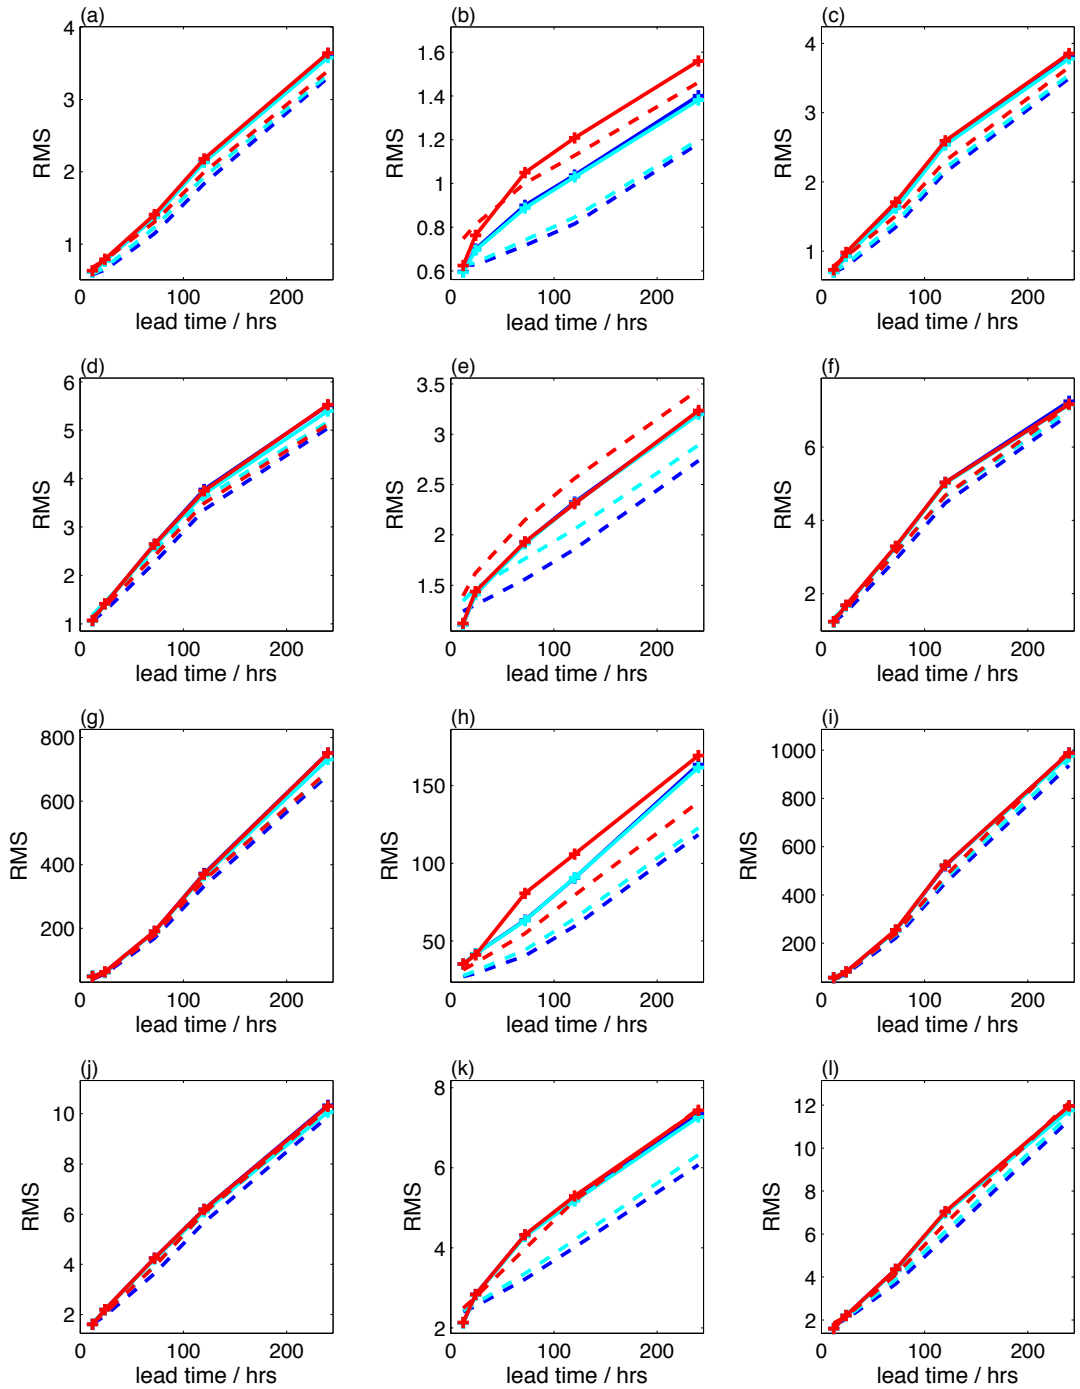 (a) (b) (c)
4
3
2
1
RMS
0 100 200
lead time / hrs
1.6
1.4
1.2
1
0.8
0.6
RMS
0 100 200
lead time / hrs
4
3
2
1
RMS
0 100 200
lead time / hrs
(d) (e) (f)
6
5
4
3
2
1
RMS
0 100 200
lead time / hrs
3.5
3
2.5
2
1.5
RMS
0 100 200
lead time / hrs
6
4
2
RMS
0 100 200
lead time / hrs
(g) (h) (i)
800
600
400
200
RMS
0 100 200
lead time / hrs
150
100
50
RMS
0 100 200
lead time / hrs
1000
800
600
400
200
RMS
0 100 200
lead time / hrs
(j) (k) (l)
10
8
6
4
2
RMS
0 100 200
lead time / hrs
8
6
4
2
RMS
0 100 200
lead time / hrs
12
10
8
6
4
2
RMS
0 100 200
lead time / hrs